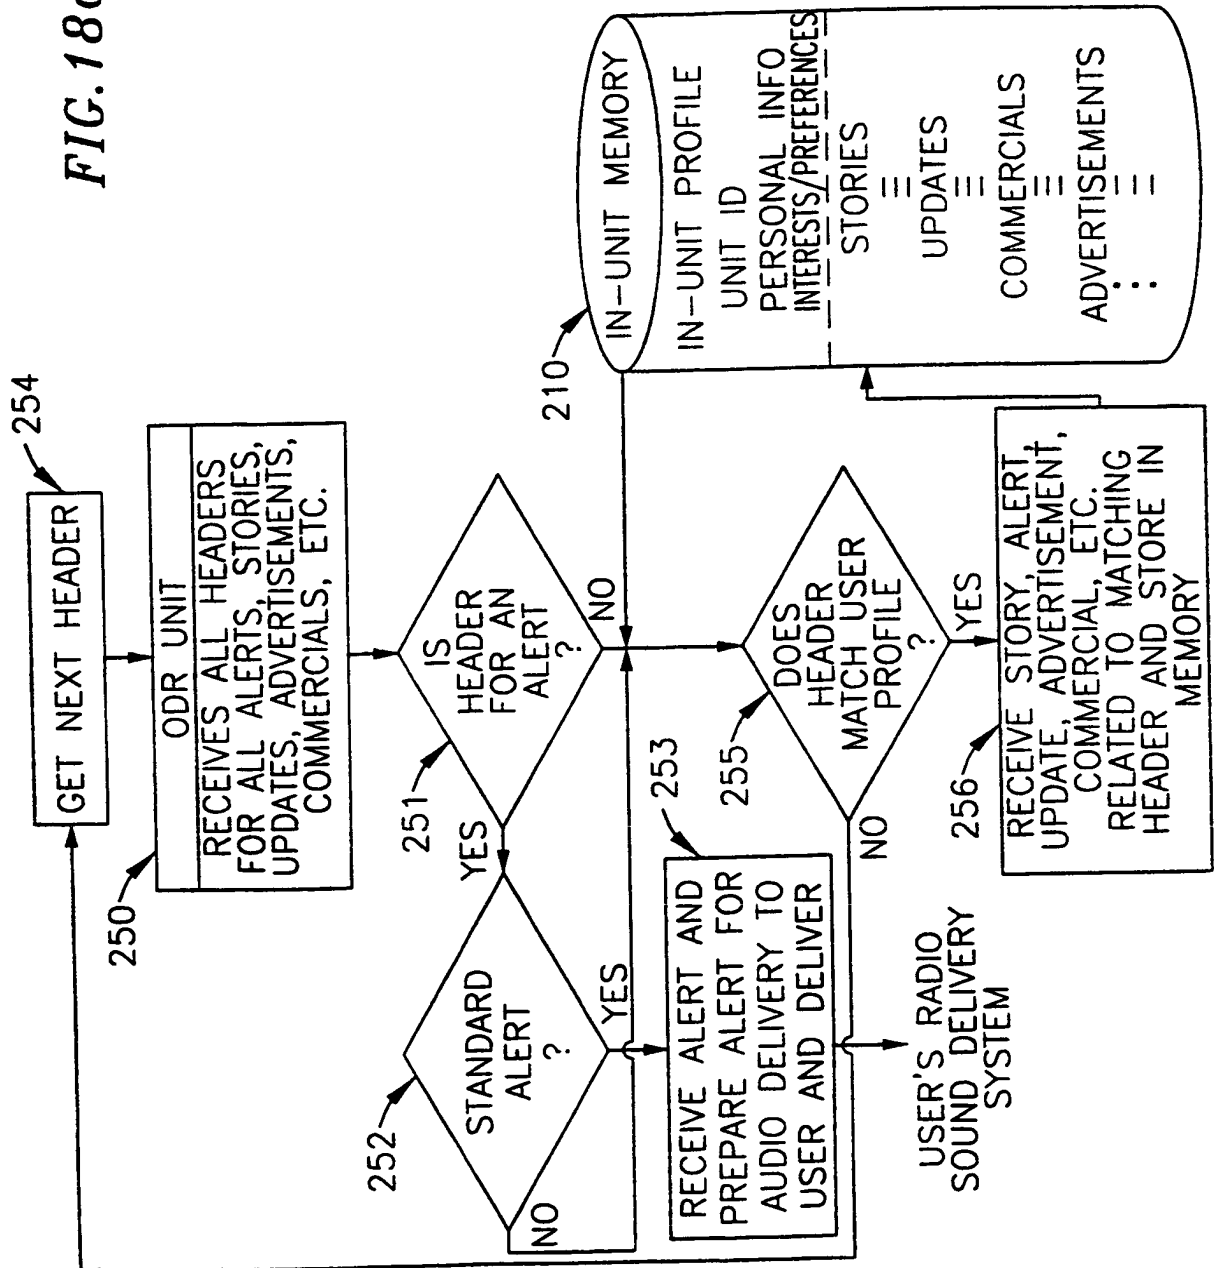 FIG. 18
254
GET NEXT HEADER
250
ODR UNIT
RECEIVES ALL HEADERS
FOR ALL ALERTS, STORIES,
UPDATES, ADVERTISEMENTS,
COMMERCIALS, ETC.
251
IS
HEADER
FOR AN
ALERT
?
YES
NO
252
STANDARD
ALERT
?
YES
NO
253
RECEIVE ALERT AND
PREPARE ALERT FOR
AUDIO DELIVERY TO
USER AND DELIVER
USER'S RADIO
SOUND DELIVERY
SYSTEM
255
DOES
HEADER
MATCH USER
PROFILE
?
NO
YES
256
RECEIVE STORY, ALERT,
UPDATE, ADVERTISEMENT,
COMMERCIAL, ETC.
RELATED TO MATCHING
HEADER AND STORE IN
MEMORY
210
IN-UNIT MEMORY
IN-UNIT PROFILE
UNIT ID
PERSONAL INFO
INTERESTS/PREFERENCES
STORIES
UPDATES
COMMERCIALS
ADVERTISEMENTS